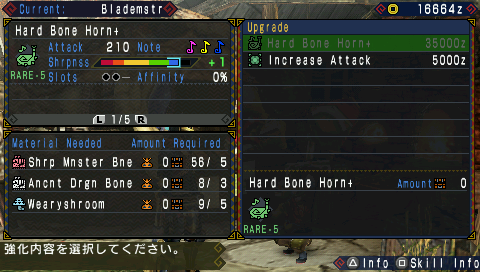 Current: Blademstr
16664z
Hard Bone Horn+
Attack 210 Note
Shrpnss +1
RARE-5 Slots Affinity 0%
L 1/5 R
Material Needed Amount Required
Shrp Mnster Bne 0 56/ 5
Ancnt Drgn Bone 0 8/ 3
Wearyshroom 0 9/ 5
Upgrade
Hard Bone Horn+ 35000z
Increase Attack 5000z
Hard Bone Horn+ Amount 0
RARE-5
強化内容を選択してください。
△ Info □ Skill Info